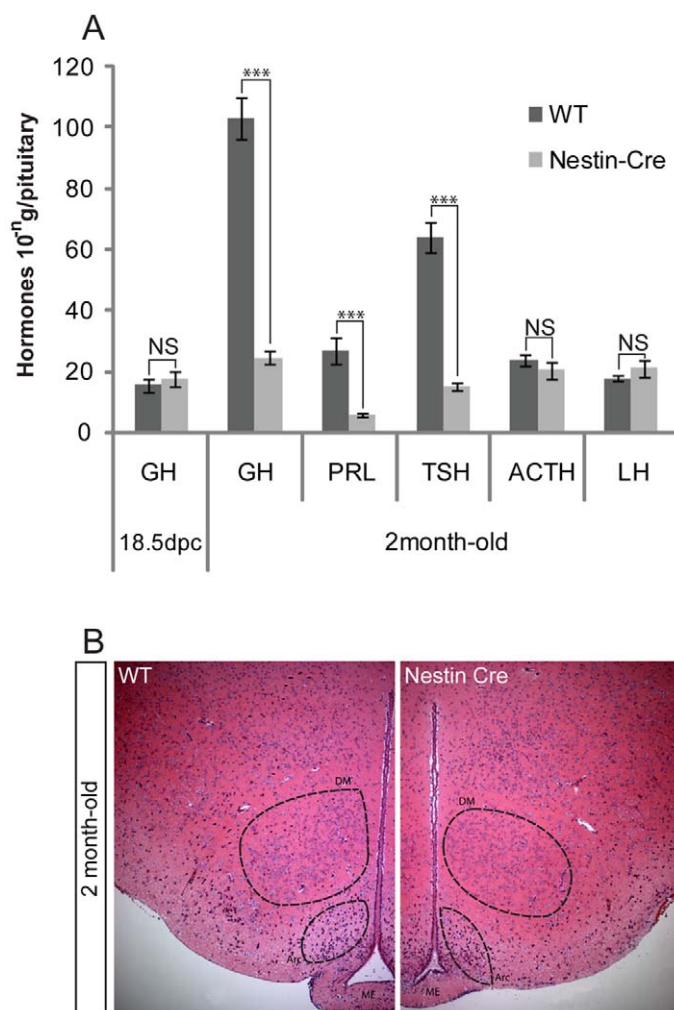 A
Hormones 10⁻ⁿg/pituitary
120
100
80
60
40
20
0
***
***
***
NS
NS
NS
WT
Nestin-Cre
GH GH PRL TSH ACTH LH
18.5dpc 2month-old
B
2 month-old
WT Nestin Cre
DM DM
Arc Arc
ME ME